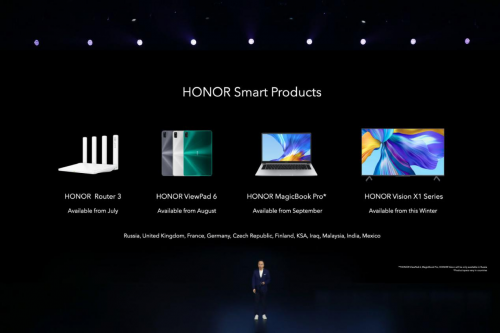 HONOR Smart Products
HONOR Router 3
Available from July
HONOR ViewPad 6
Available from August
HONOR MagicBook Pro*
Available from September
HONOR Vision X1 Series
Available from this Winter
Russia, United Kingdom, France, Germany, Czech Republic, Finland, KSA, Iraq, Malaysia, India, Mexico